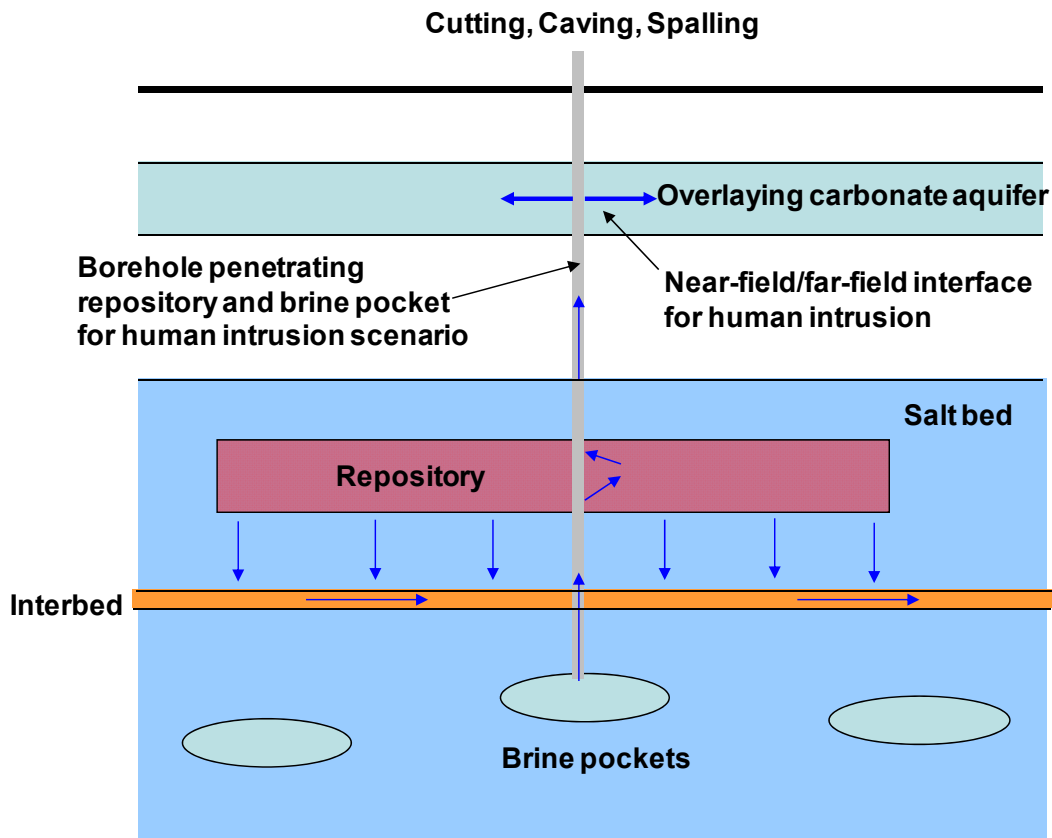 Cutting, Caving, Spalling
Overlaying carbonate aquifer
Borehole penetrating
repository and brine pocket
for human intrusion scenario
Near-field/far-field interface
for human intrusion
Salt bed
Repository
Interbed
Brine pockets